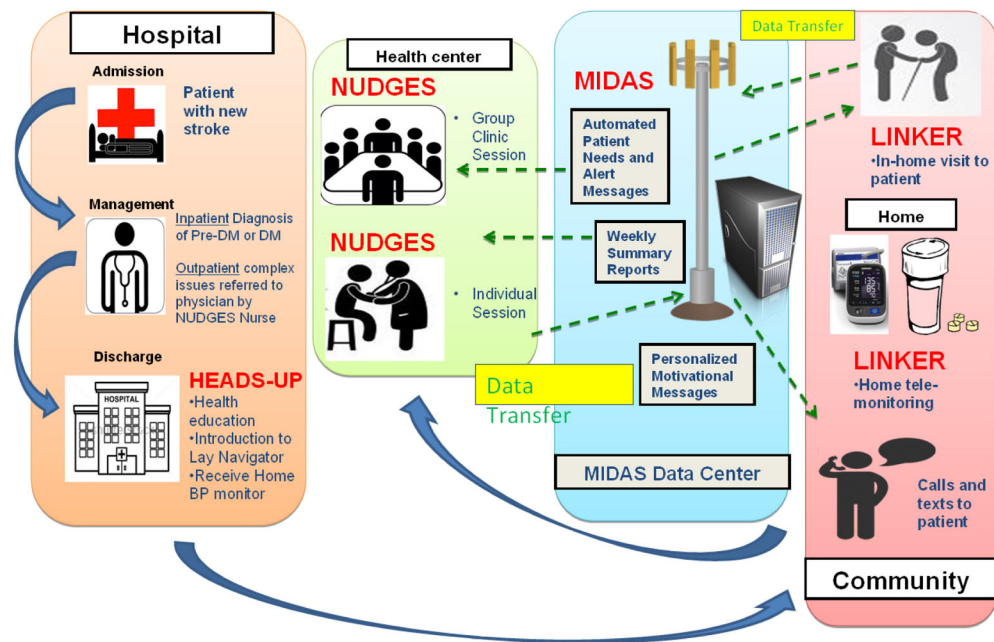 Hospital
Admission
Patient
with new
stroke
Management
Inpatient Diagnosis
of Pre-DM or DM
Outpatient complex
issues referred to
physician by
NUDGES Nurse
Discharge
HOSPITAL
HEADS-UP
•Health
education
•Introduction to
Lay Navigator
•Receive Home
BP monitor
Health center
NUDGES
• Group
Clinic
Session
NUDGES
• Individual
Session
Data
Transfer
MIDAS
Automated
Patient
Needs and
Alert
Messages
Weekly
Summary
Reports
Personalized
Motivational
Messages
MIDAS Data Center
Data Transfer
LINKER
•In-home visit to
patient
Home
LINKER
•Home tele-
monitoring
Calls and
texts to
patient
Community